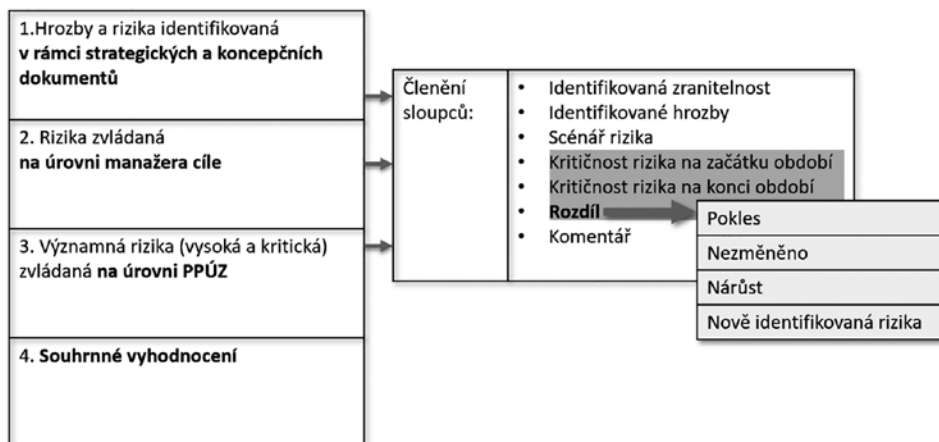 1.Hrozby a rizika identifikovaná
v rámci strategických a koncepčních
dokumentů
2. Rizika zvládaná
na úrovni manažera cíle
3. Významná rizika (vysoká a kritická)
zvládaná na úrovni PPÚZ
4. Souhrnné vyhodnocení
Členění
sloupců:
• Identifikovaná zranitelnost
• Identifikované hrozby
• Scénář rizika
• Kritičnost rizika na začátku období
• Kritičnost rizika na konci období
• Rozdíl
• Komentář
Pokles
Nezměněno
Nárůst
Nově identifikovaná rizika